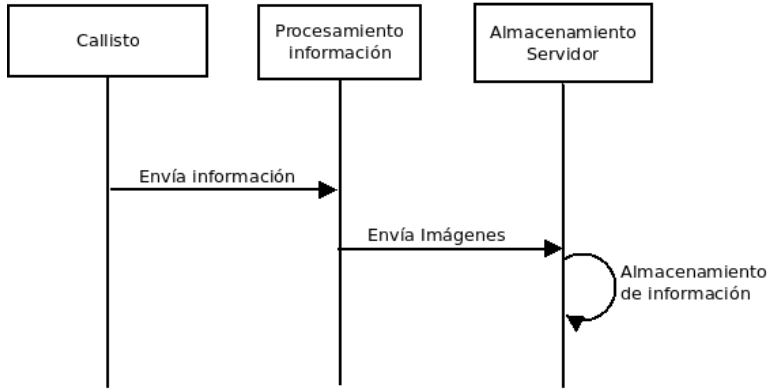 Callisto
Procesamiento
información
Almacenamiento
Servidor
Envía información
Envía Imágenes
Almacenamiento
de información